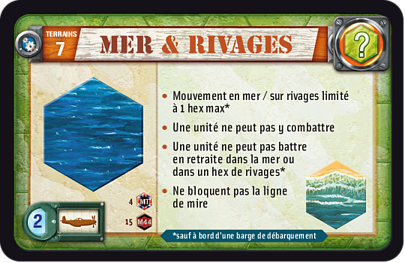 TERRAINS
7
MER & RIVAGES
?
• Mouvement en mer / sur rivages limité
à 1 hex max*
• Une unité ne peut pas y combattre
• Une unité ne peut pas battre
en retraite dans la mer ou
dans un hex de rivages*
• Ne bloquent pas la ligne
de mire
4 MT
15 M44
2
*sauf à bord d'une barge de débarquement